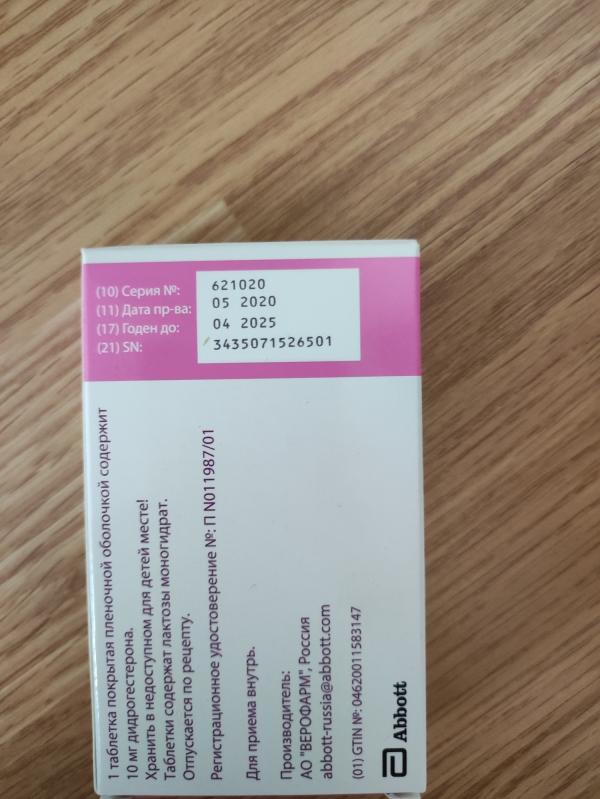 (10) Серия №: 621020
(11) Дата пр-ва: 05 2020
(17) Годен до: 04 2025
(21) SN: 3435071526501
1 таблетка покрытая пленочной оболочкой содержит
10 мг дидрогестерона.
Хранить в недоступном для детей месте!
Таблетки содержат лактозы моногидрат.
Отпускается по рецепту.
Регистрационное удостоверение №: П N011987/01
Для приема внутрь.
Производитель:
АО "ВЕРОФАРМ", Россия
abbott-russia@abbott.com
(01) GTIN №: 04620011583147
Abbott